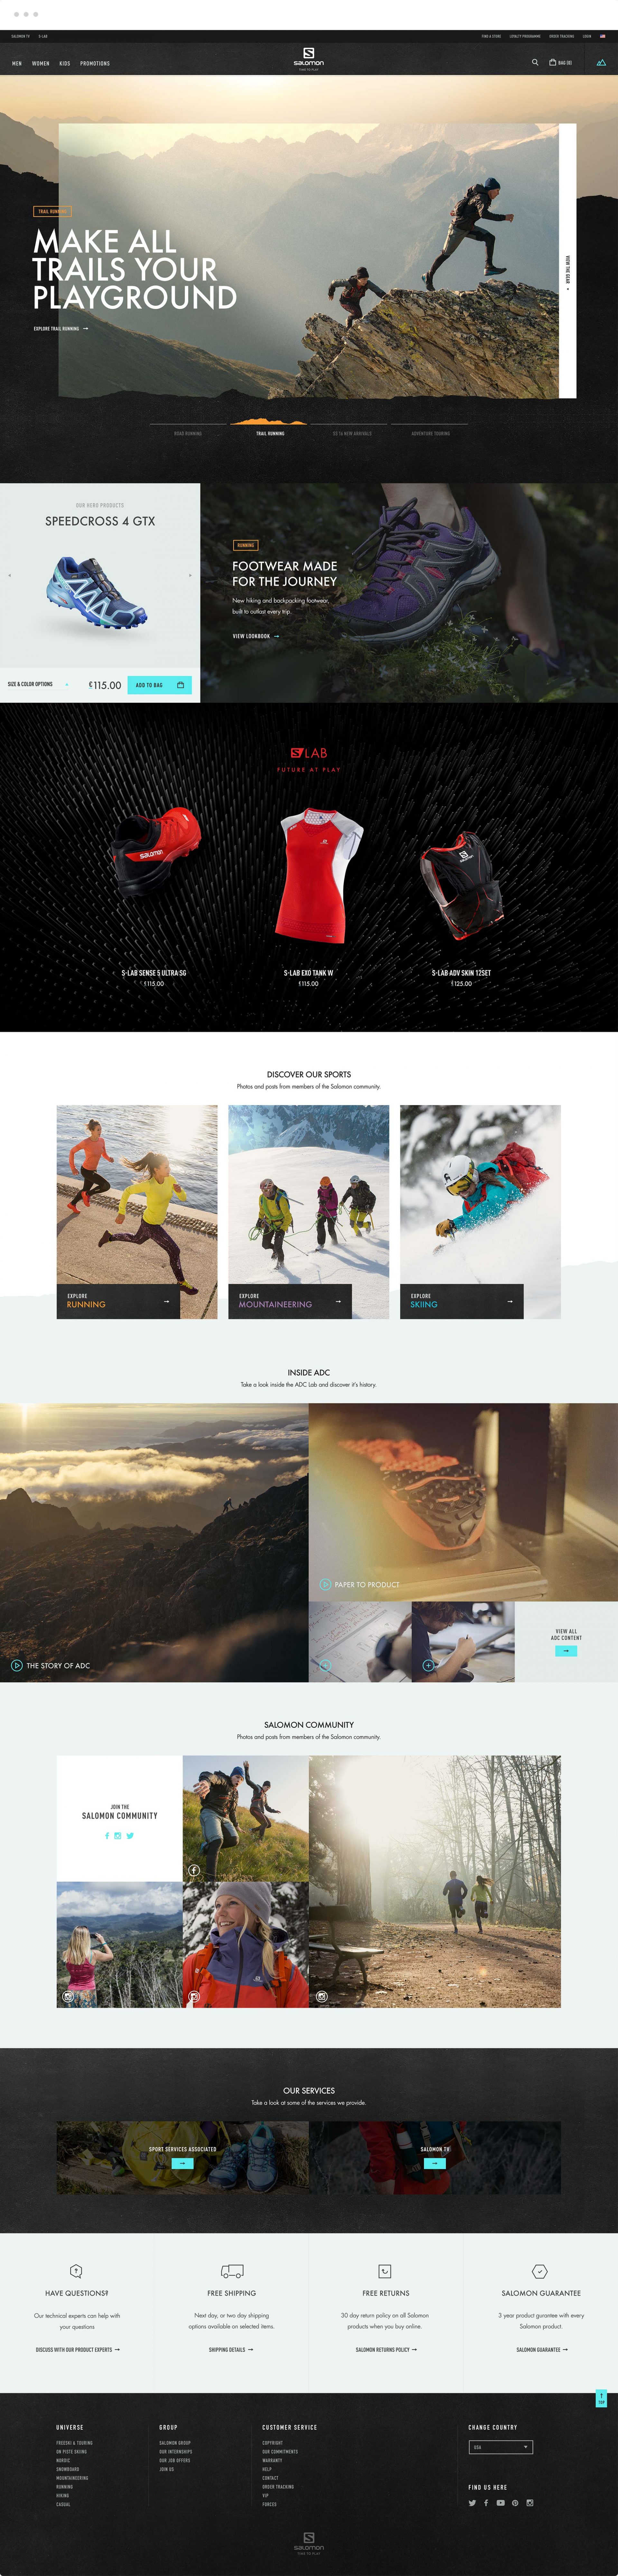 SALOMON TV S-LAB
FIND A STORE LOYALTY PROGRAMME ORDER TRACKING LOGIN
MEN WOMEN KIDS PROMOTIONS
SALOMON
TIME TO PLAY
BAG (0)
TRAIL RUNNING
MAKE ALL
TRAILS YOUR
PLAYGROUND
EXPLORE TRAIL RUNNING
VIEW THE GEAR
ROAD RUNNING
TRAIL RUNNING
NEW ARRIVALS
ADVENTURE TOURING
OUR HERO PRODUCTS
SPEEDCROSS 4 GTX
SIZE & COLOR OPTIONS +
£115.00
ADD TO BAG
RUNNING
FOOTWEAR MADE
FOR THE JOURNEY
New hiking and backpacking footwear,
built to outlast every trip.
VIEW LOOKBOOK
S LAB
FUTURE AT PLAY
salomon
S-LAB SENSE 5 ULTRA SG
£115.00
S-LAB EXO TANK W
£115.00
S-LAB ADV SKIN 12SET
£125.00
DISCOVER OUR SPORTS
Photos and posts from members of the Salomon community.
EXPLORE
RUNNING
EXPLORE
MOUNTAINEERING
EXPLORE
SKIING
INSIDE ADC
Take a look inside the ADC Lab and discover it's history.
THE STORY OF ADC
PAPER TO PRODUCT
VIEW ALL
ADC CONTENT
SALOMON COMMUNITY
Photos and posts from members of the Salomon community.
JOIN THE
SALOMON COMMUNITY
OUR SERVICES
Take a look at some of the services we provide.
SPORT SERVICES ASSOCIATED
SALOMON TV
HAVE QUESTIONS?
Our technical experts can help with
your questions
DISCUSS WITH OUR PRODUCT EXPERTS
FREE SHIPPING
Next day, or two day shipping
options available on selected items.
SHIPPING DETAILS
FREE RETURNS
30 day return policy on all Salomon
products when you buy online.
SALOMON RETURNS POLICY
SALOMON GUARANTEE
3 year product gurantee with every
Salomon product.
SALOMON GUARANTEE
TOP
UNIVERSE
FREESKI & TOURING
ON PISTE SKIING
NORDIC
SNOWBOARD
MOUNTAINEERING
RUNNING
HIKING
CASUAL
GROUP
SALOMON GROUP
OUR INTERNSHIPS
OUR JOB OFFERS
JOIN US
CUSTOMER SERVICE
COPYRIGHT
OUR COMMITMENTS
WARRANTY
HELP
CONTACT
ORDER TRACKING
VIP
FORCES
CHANGE COUNTRY
USA
FIND US HERE
SALOMON
TIME TO PLAY